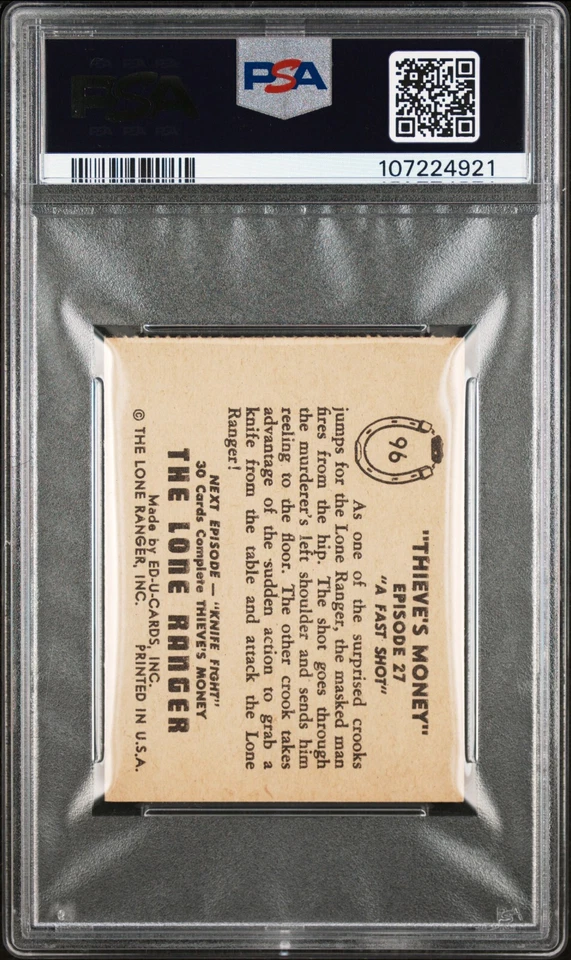 PSA
PSA
107224921
96
"THIEVE'S MONEY"
EPISODE 27
"A FAST SHOT"
As one of the surprised crooks
jumps for the Lone Ranger, the masked man
fires from the hip. The shot goes through
the murderer's left shoulder and sends him
reeling to the floor. The other crook takes
advantage of the sudden action to grab a
knife from the table and attack the Lone
Ranger!
NEXT EPISODE — "KNIFE FIGHT"
30 Cards Complete THIEVE'S MONEY
THE LONE RANGER
Made by ED-U-CARDS, INC.
© THE LONE RANGER, INC. PRINTED IN U.S.A.